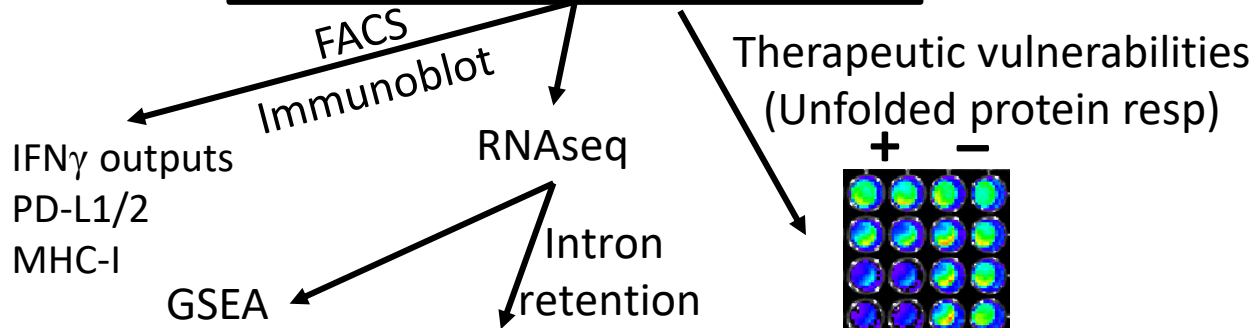 FACS
Immunoblot
Therapeutic vulnerabilities
(Unfolded protein resp)
+ −
IFNγ outputs
PD-L1/2
MHC-I
RNAseq
GSEA
Intron
retention